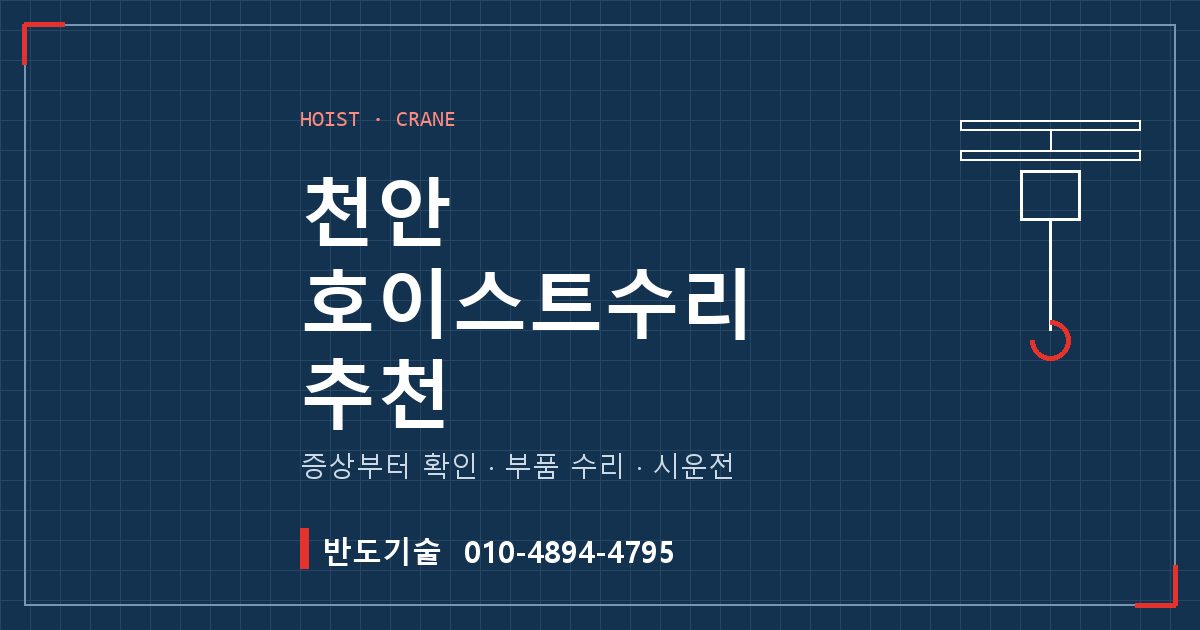 HOIST · CRANE
천안
호이스트수리
추천
증상부터 확인 · 부품 수리 · 시운전
반도기술 010-4894-4795